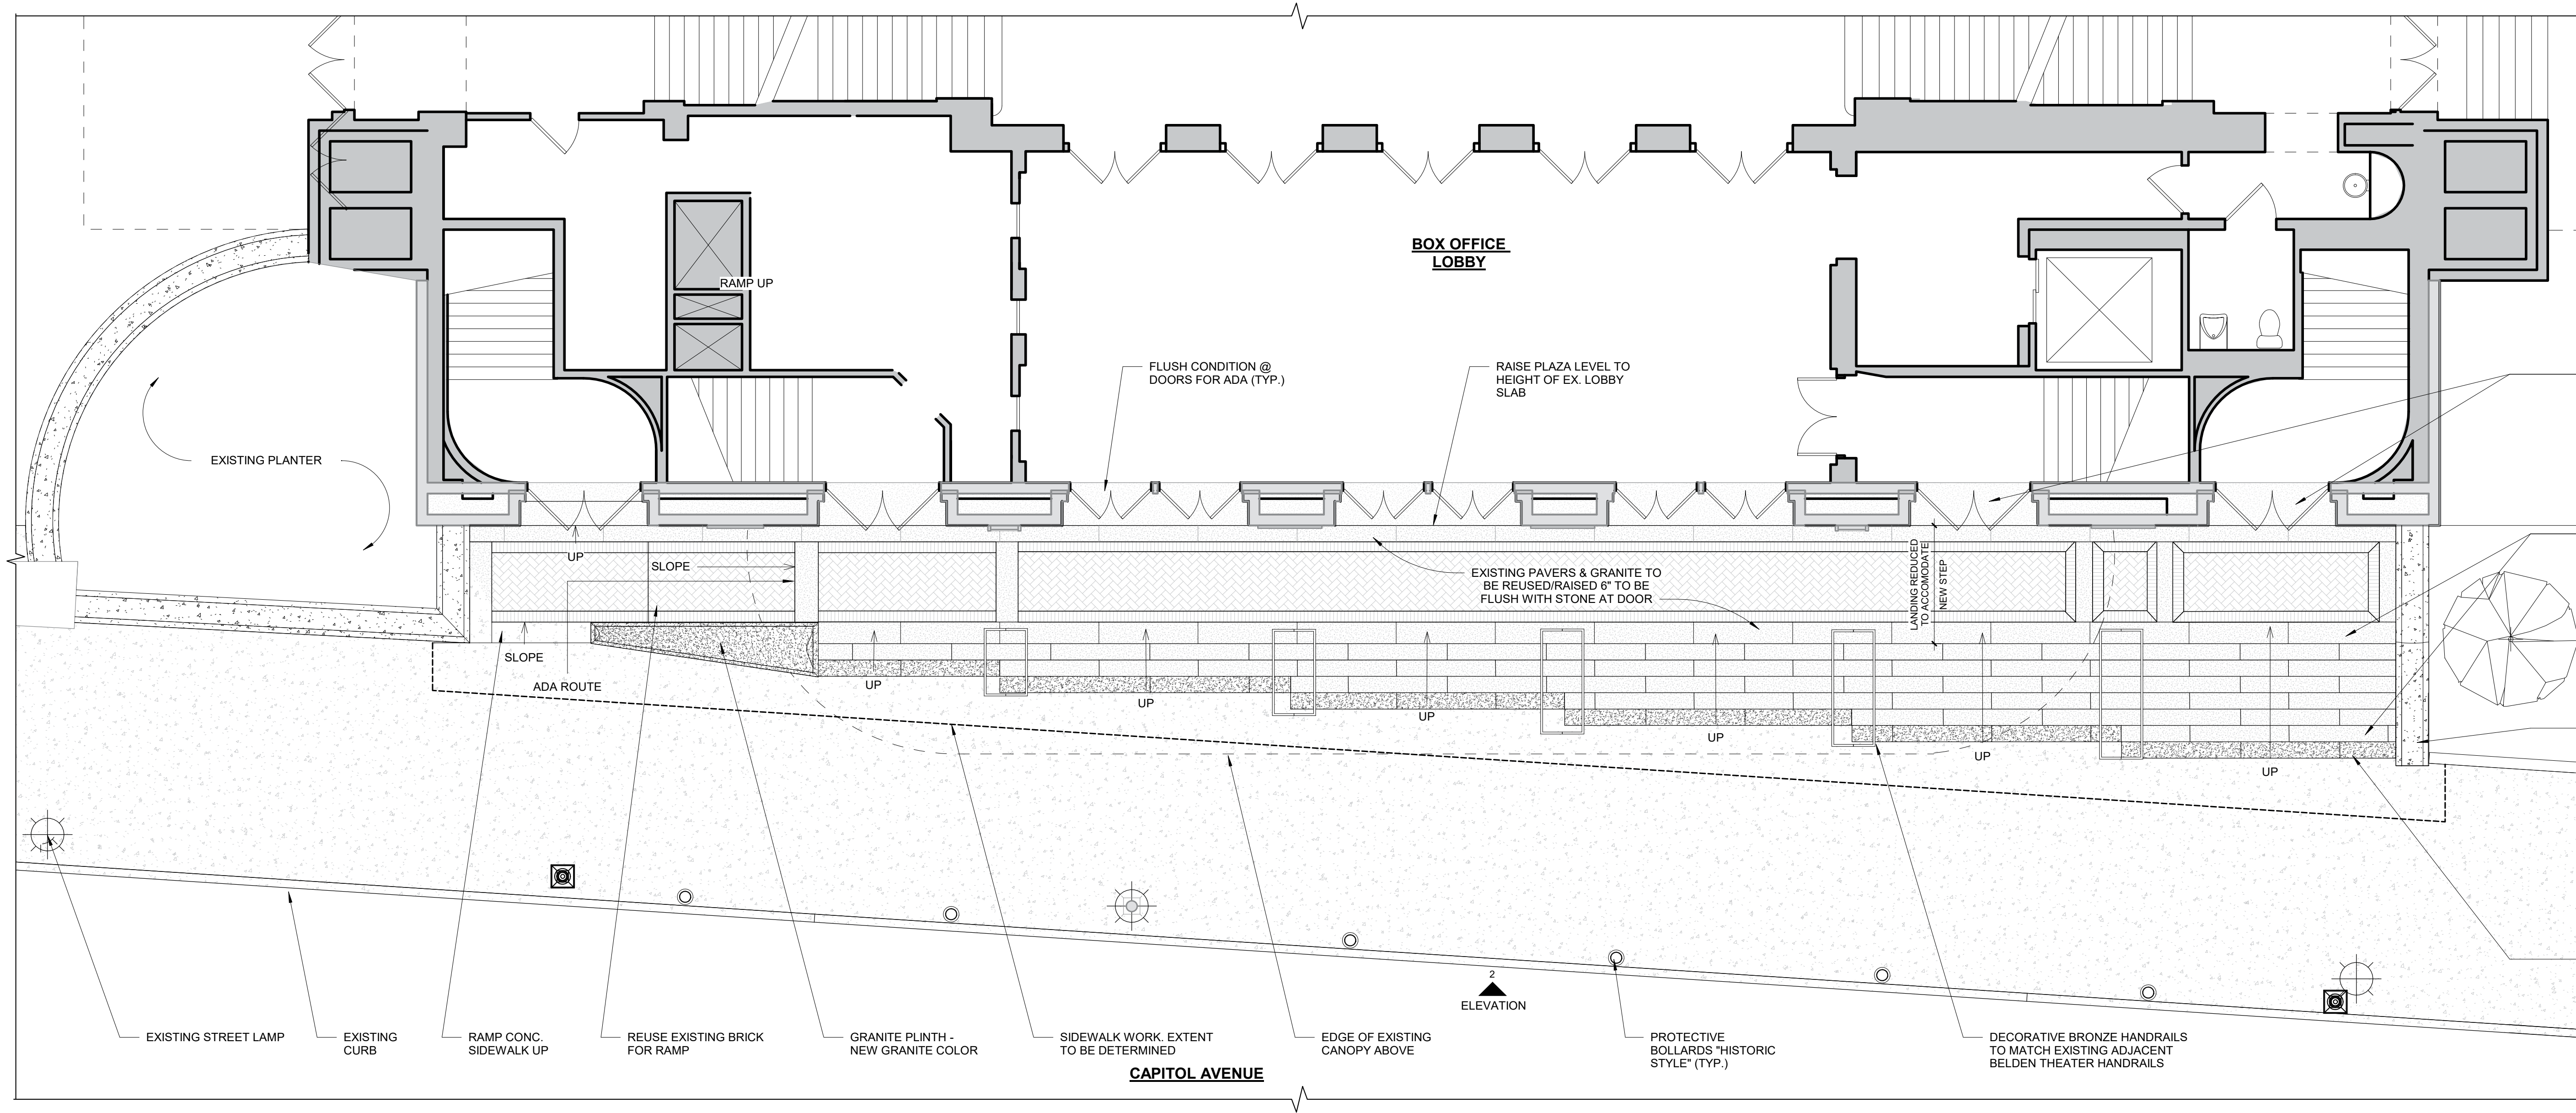 BOX OFFICE
LOBBY
RAMP UP
FLUSH CONDITION @
DOORS FOR ADA (TYP.)
RAISE PLAZA LEVEL TO
HEIGHT OF EX. LOBBY
SLAB
EXISTING PLANTER
UP
SLOPE
EXISTING PAVERS & GRANITE TO
BE REUSED/RAISED 6" TO BE
FLUSH WITH STONE AT DOOR
LANDING REDUCED
TO ACCOMODATE
NEW STEP
SLOPE
ADA ROUTE
UP
UP
UP
UP
UP
UP
2
ELEVATION
EXISTING STREET LAMP
EXISTING
CURB
RAMP CONC.
SIDEWALK UP
REUSE EXISTING BRICK
FOR RAMP
GRANITE PLINTH -
NEW GRANITE COLOR
SIDEWALK WORK. EXTENT
TO BE DETERMINED
EDGE OF EXISTING
CANOPY ABOVE
PROTECTIVE
BOLLARDS "HISTORIC
STYLE" (TYP.)
DECORATIVE BRONZE HANDRAILS
TO MATCH EXISTING ADJACENT
BELDEN THEATER HANDRAILS
CAPITOL AVENUE